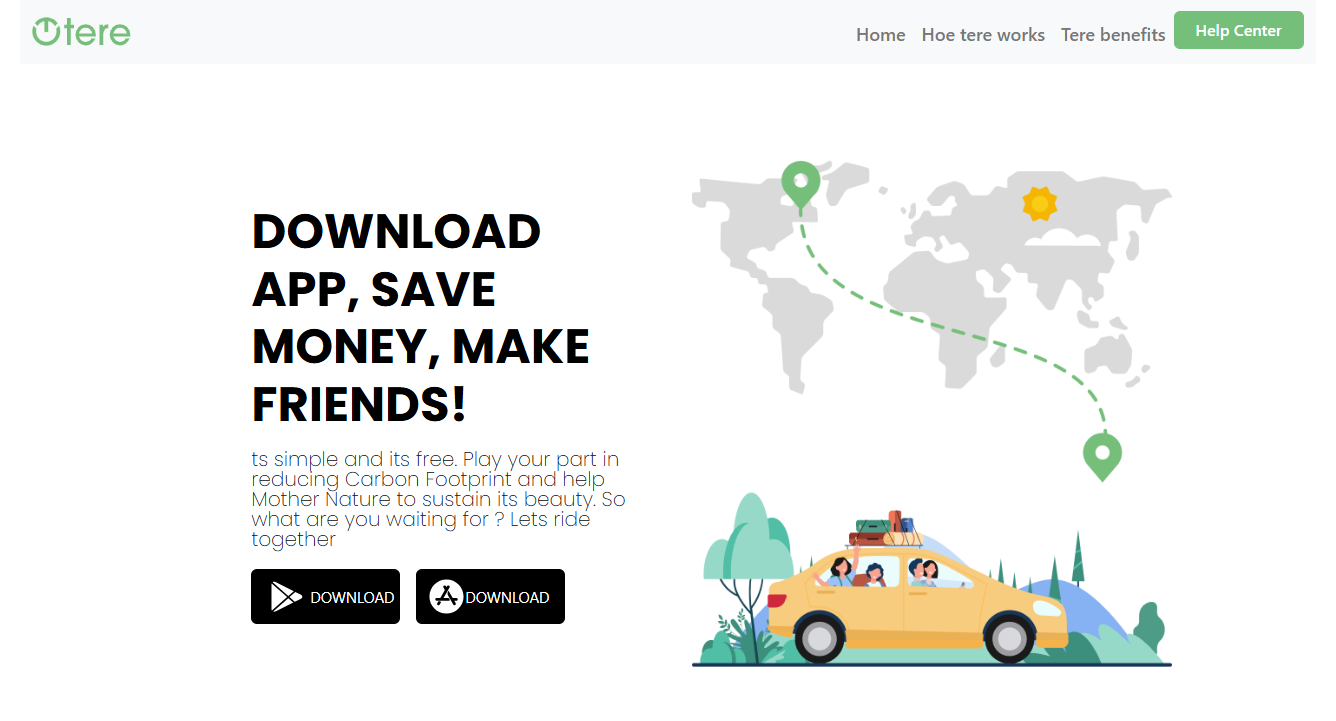 tere
Home Hoe tere works Tere benefits Help Center
DOWNLOAD
APP, SAVE
MONEY, MAKE
FRIENDS!
ts simple and its free. Play your part in
reducing Carbon Footprint and help
Mother Nature to sustain its beauty. So
what are you waiting for ? Lets ride
together
DOWNLOAD DOWNLOAD